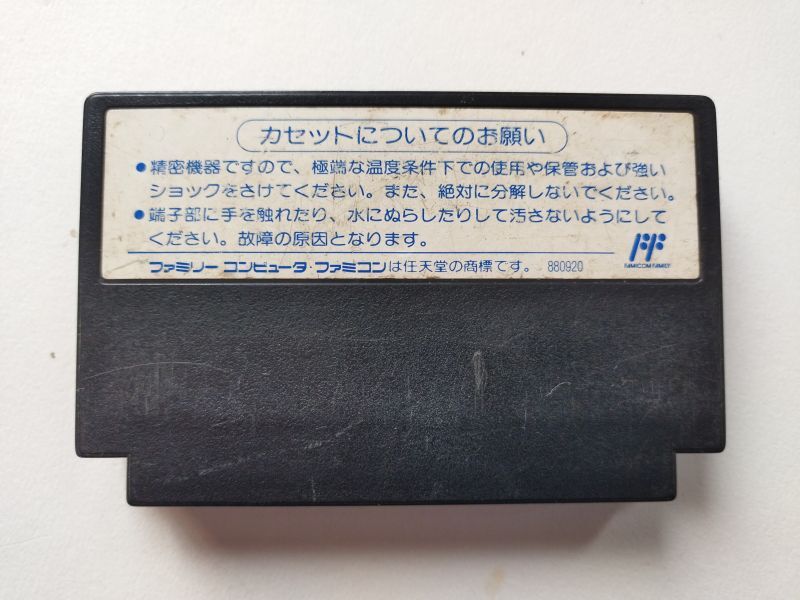 カセットについてのお願い
●精密機器ですので、極端な温度条件下での使用や保管および強い
ショックをさけてください。また、絶対に分解しないでください。
●端子部に手を触れたり、水にぬらしたりして汚さないようにして
ください。故障の原因となります。
ファミリーコンピュータ・ファミコンは任天堂の商標です。 880920
FAMICOM FAMILY